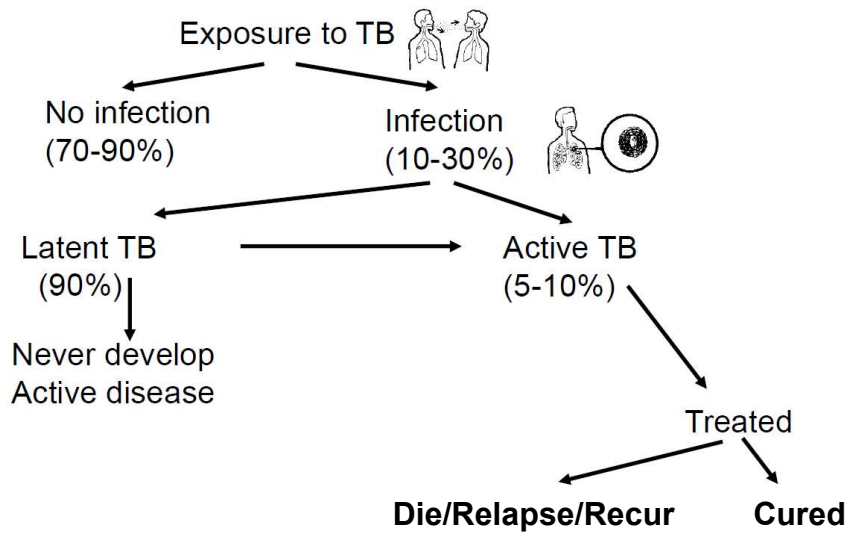 Exposure to TB
No infection
(70-90%)
Infection
(10-30%)
Latent TB
(90%)
Active TB
(5-10%)
Never develop
Active disease
Treated
Die/Relapse/Recur
Cured